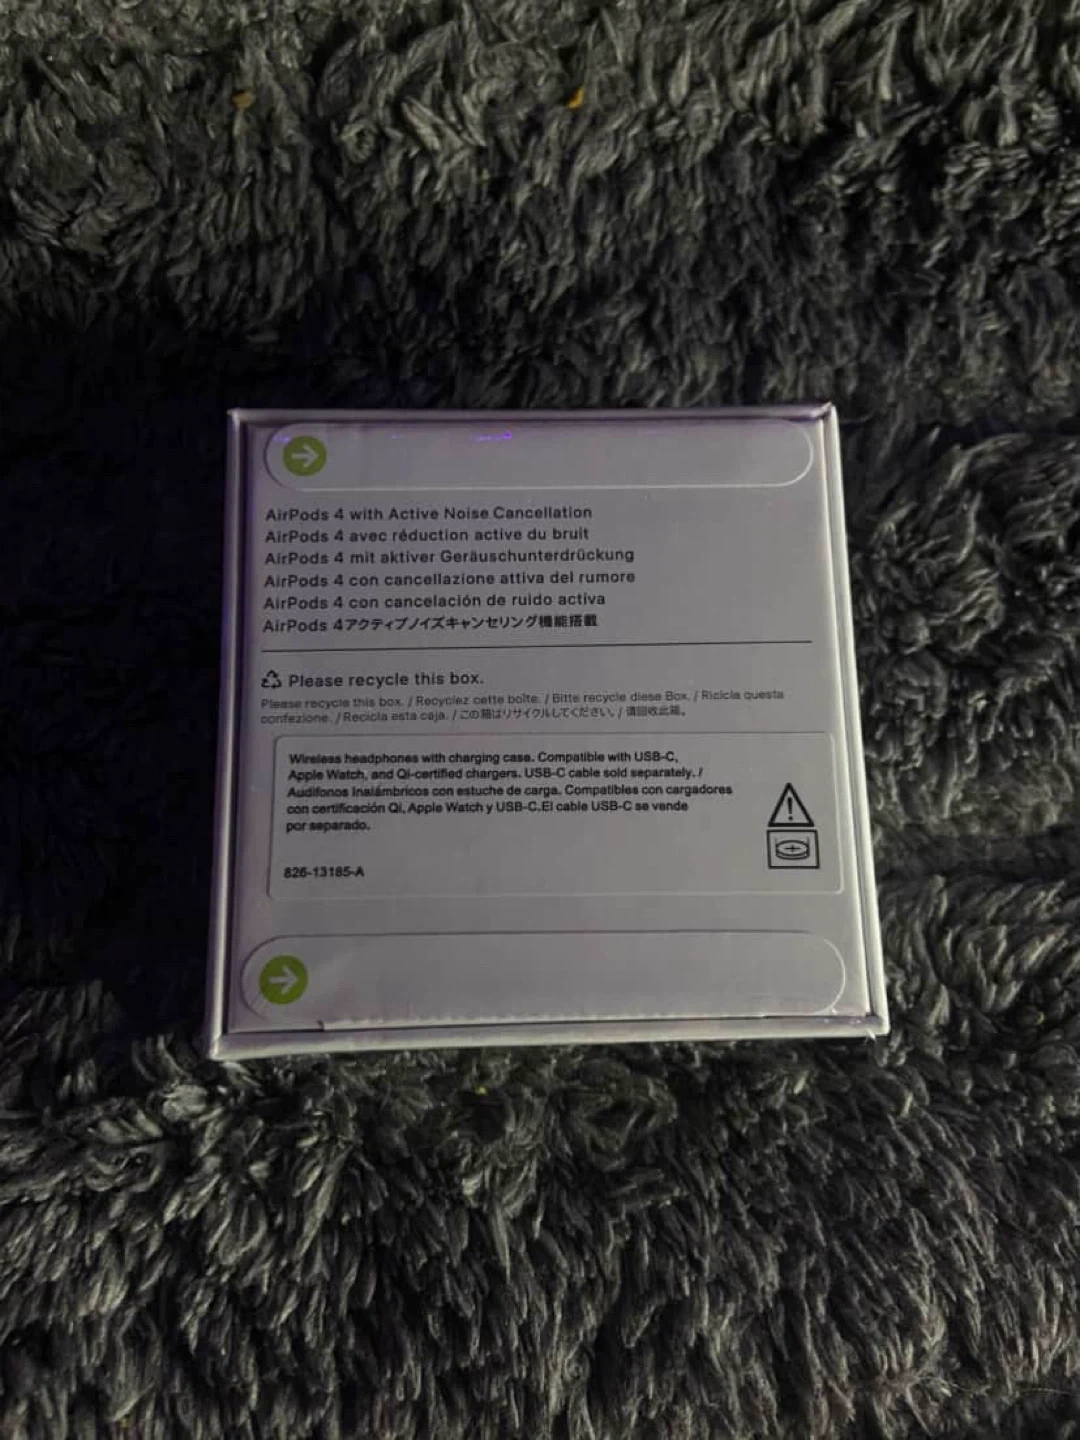 AirPods 4 with Active Noise Cancellation
AirPods 4 avec réduction active du bruit
AirPods 4 mit aktiver Geräuschunterdrückung
AirPods 4 con cancellazione attiva del rumore
AirPods 4 con cancelación de ruido activa
AirPods 4アクティブノイズキャンセリング機能搭載
Please recycle this box.
Please recycle this box. / Recyclez cette boîte. / Bitte recycle diese Box. / Ricicla questa
confezione. / Recicla esta caja. / この箱はリサイクルしてください。/ 请回收此箱。
Wireless headphones with charging case. Compatible with USB-C,
Apple Watch, and Qi-certified chargers. USB-C cable sold separately. /
Audífonos Inalámbricos con estuche de carga. Compatibles con cargadores
con certificación Qi, Apple Watch y USB-C.El cable USB-C se vende
por separado.
826-13185-A